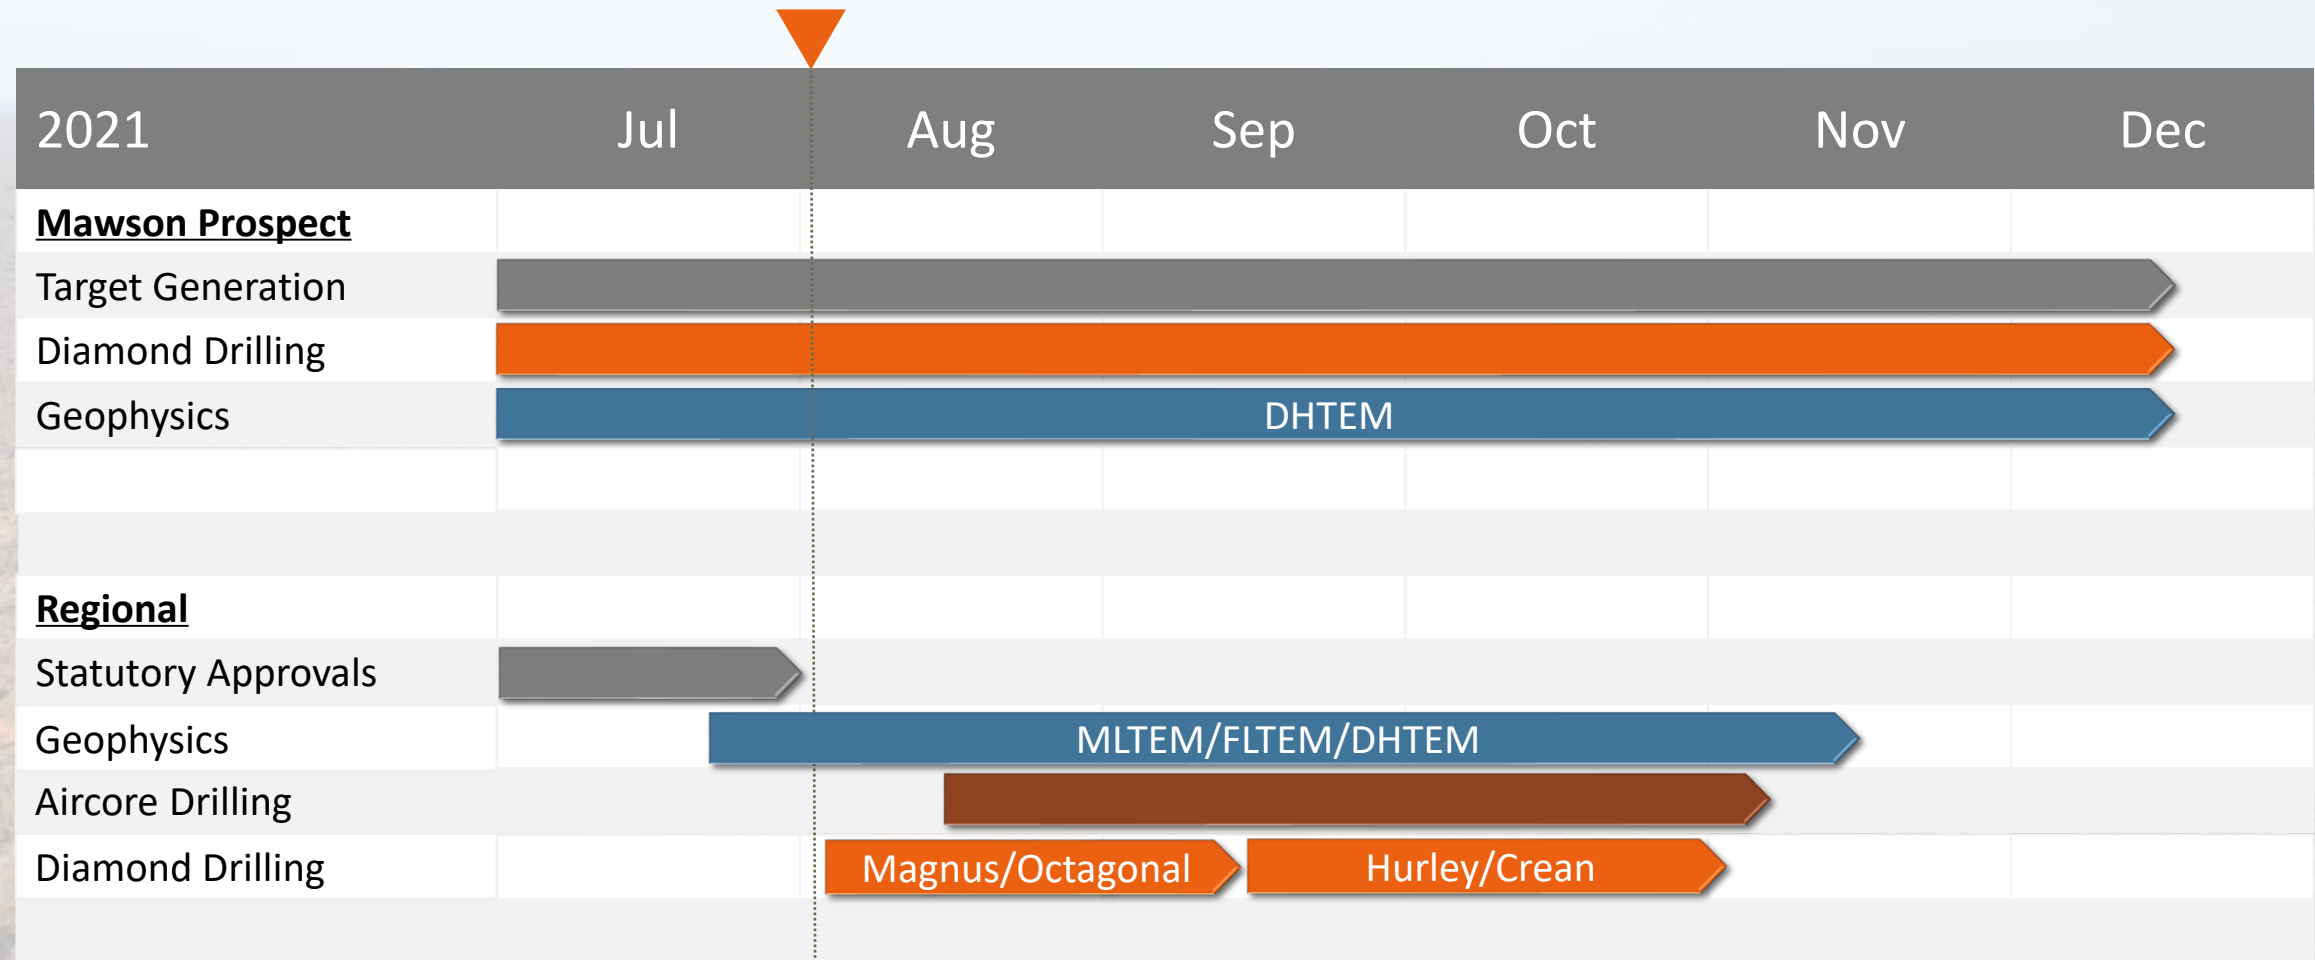 2021 Jul Aug Sep Oct Nov Dec
Mawson Prospect
Target Generation
Diamond Drilling
Geophysics DHTEM
Regional
Statutory Approvals
Geophysics MLTEM/FLTEM/DHTEM
Aircore Drilling
Diamond Drilling Magnus/Octagonal Hurley/Crean